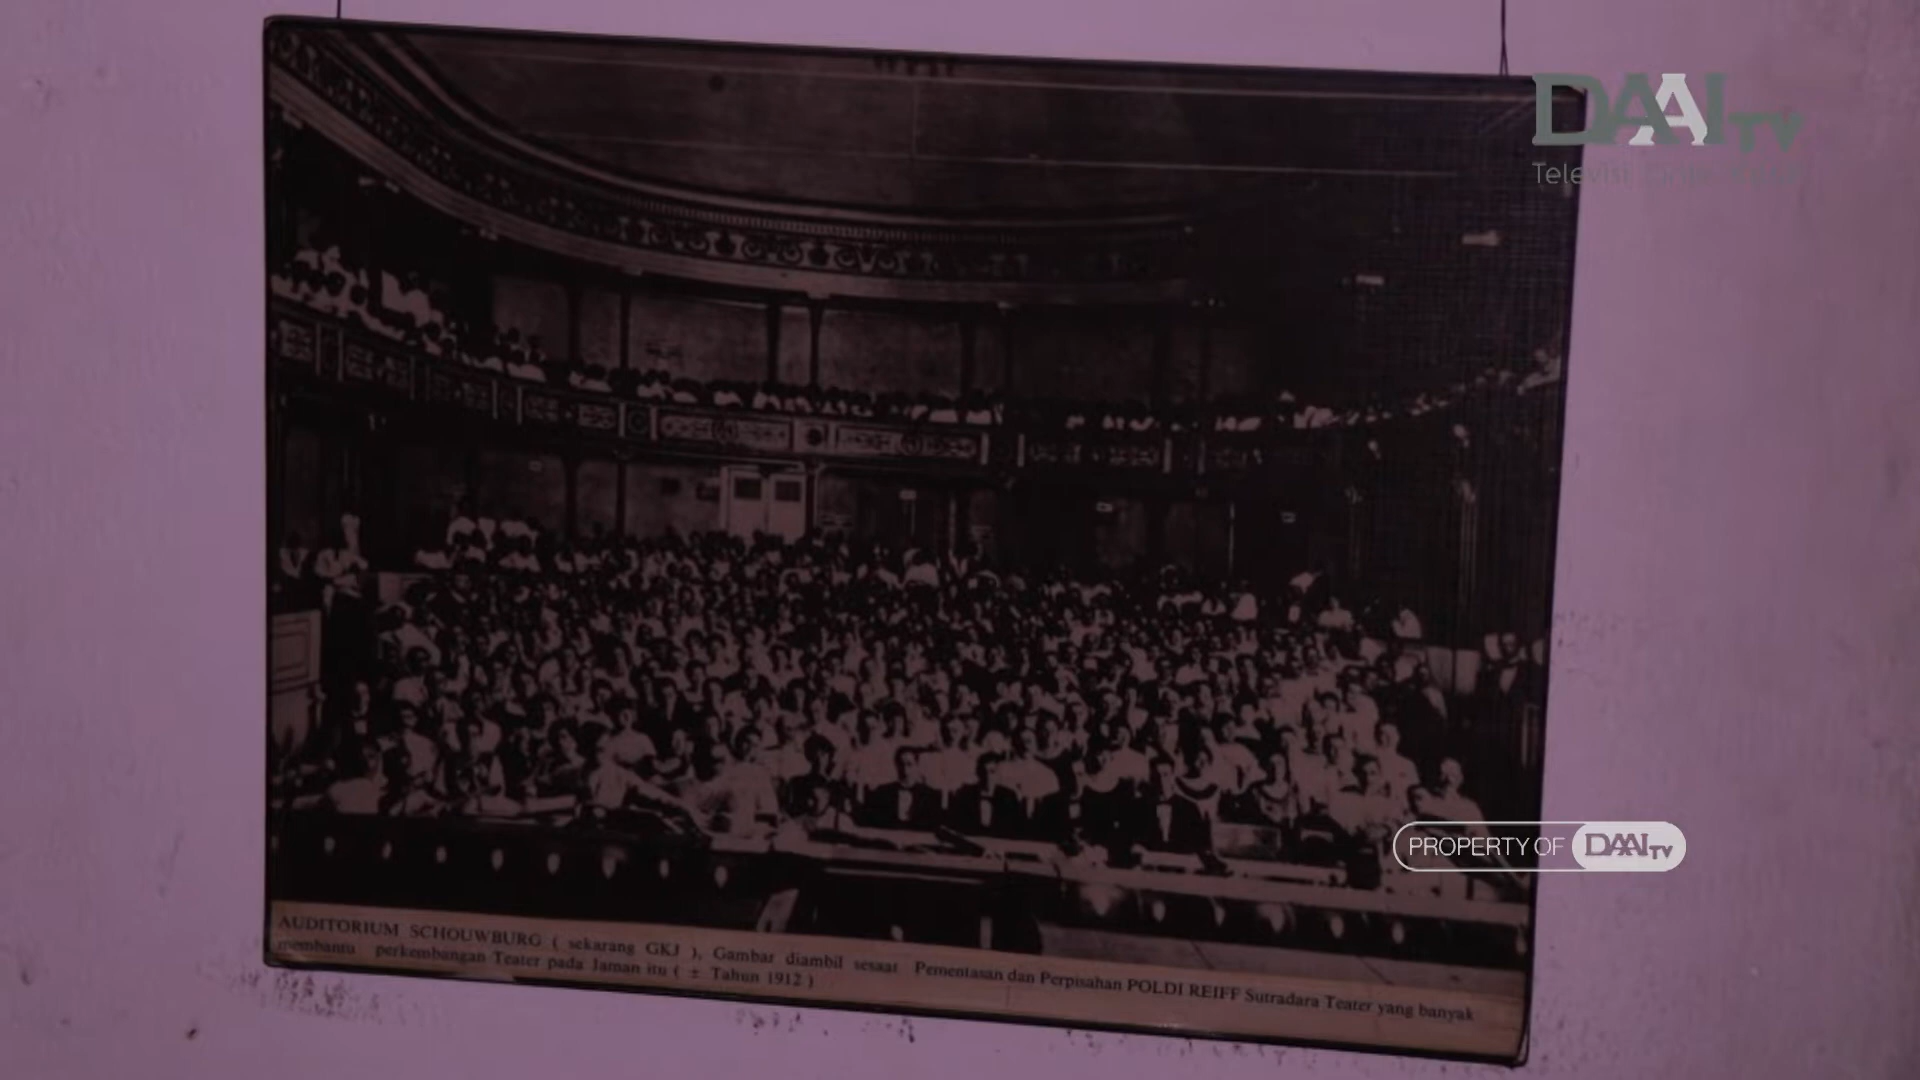 DAAI TV
Televisi
PROPERTY OF DAAI TV
AUDITORIUM SCHOUWBURG ( sekarang GKJ ). Gambar diambil sesaat Pementasan dan Perpisahan POLDI REIFF Sutradara Teater yang banyak
membantu perkembangan Teater pada Jaman itu ( ± Tahun 1912 )